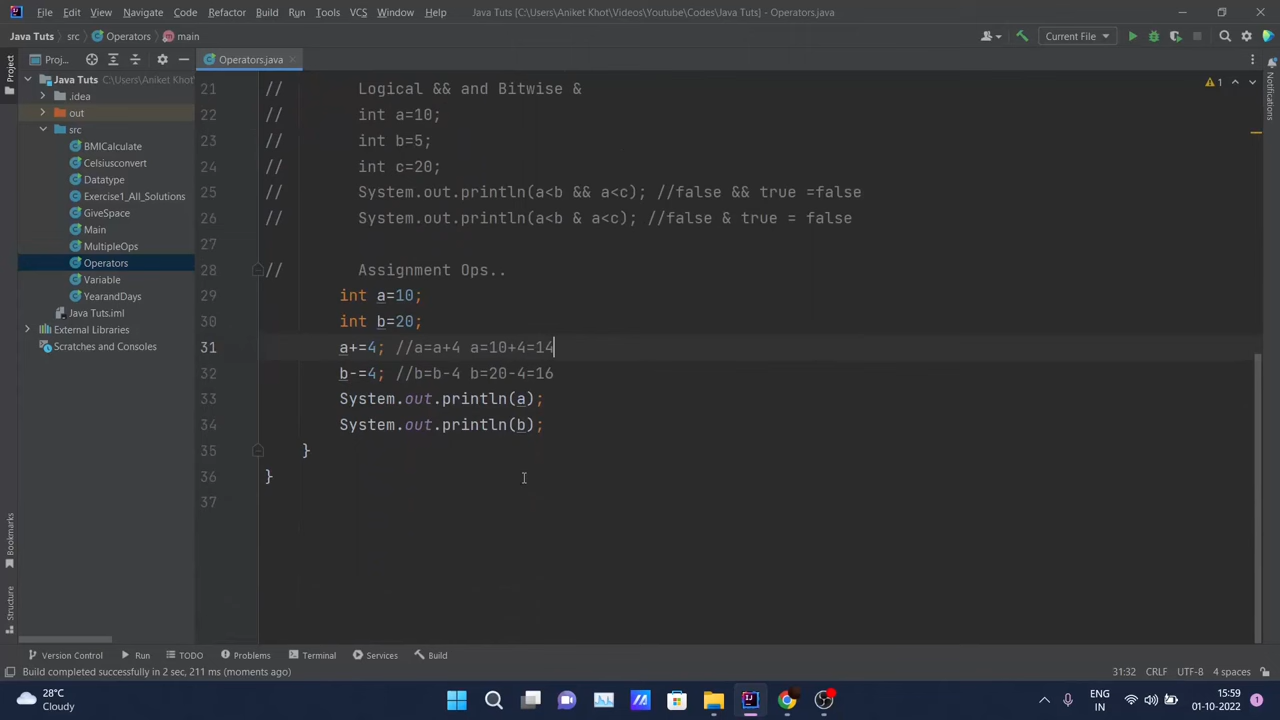 File Edit View Navigate Code Refactor Build Run Tools VCS Window Help Java Tuts [C:\Users\Aniket Khot\Videos\Youtube\Codes\Java Tuts] - Operators.java
Java Tuts src Operators main Current File
Project Proj... Operators.java
Java Tuts C:\Users\Aniket Khot\
.idea
out
src
BMICalculate
Celsiusconvert
Datatype
Exercise1_All_Solutions
GiveSpace
Main
MultipleOps
Operators
Variable
YearandDays
Java Tuts.iml
External Libraries
Scratches and Consoles
21 // Logical && and Bitwise &
22 // int a=10;
23 // int b=5;
24 // int c=20;
25 // System.out.println(a<b && a<c); //false && true =false
26 // System.out.println(a<b & a<c); //false & true = false
27
28 // Assignment Ops..
29 int a=10;
30 int b=20;
31 a+=4; //a=a+4 a=10+4=14
32 b-=4; //b=b-4 b=20-4=16
33 System.out.println(a);
34 System.out.println(b);
35 }
36 }
37
1
Notifications
Bookmarks
Structure
Version Control Run TODO Problems Terminal Services Build
Build completed successfully in 2 sec, 211 ms (moments ago) 31:32 CRLF UTF-8 4 spaces
28°C
Cloudy
ENG
IN
15:59
01-10-2022
1